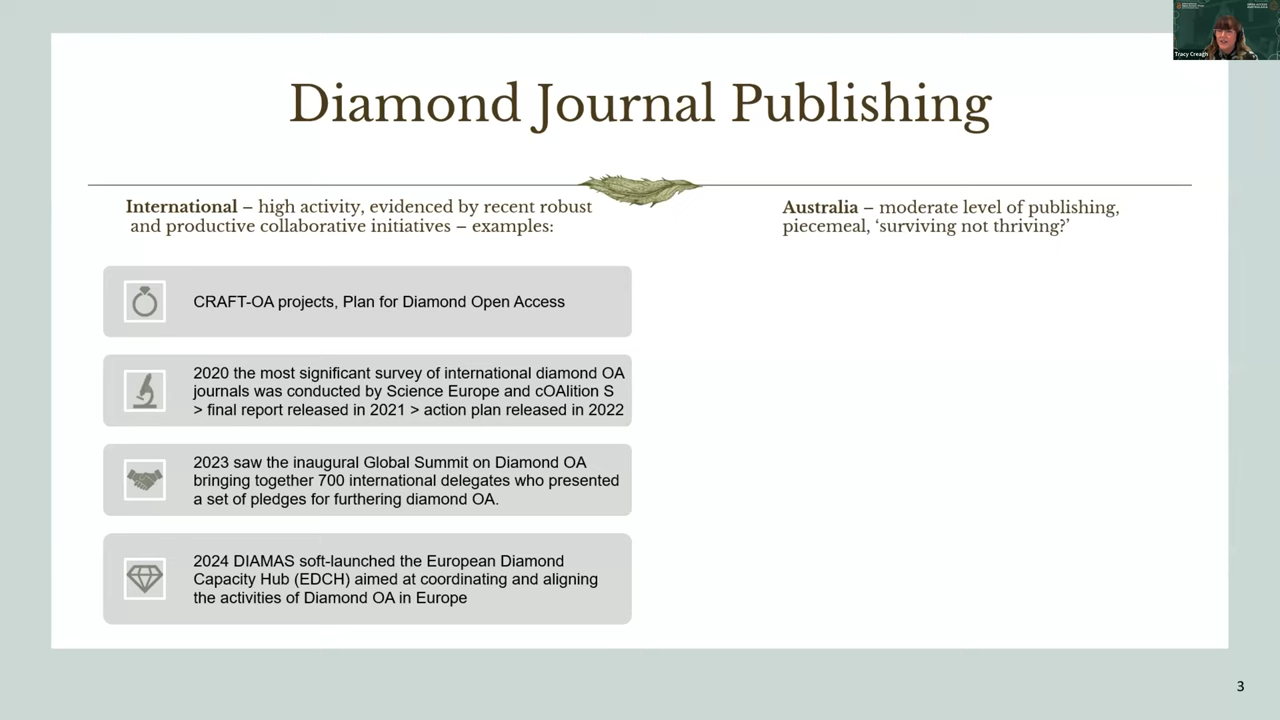 Tracy Creagh
Diamond Journal Publishing
International – high activity, evidenced by recent robust
and productive collaborative initiatives – examples:
CRAFT-OA projects, Plan for Diamond Open Access
2020 the most significant survey of international diamond OA
journals was conducted by Science Europe and cOAlition S
> final report released in 2021 > action plan released in 2022
2023 saw the inaugural Global Summit on Diamond OA
bringing together 700 international delegates who presented
a set of pledges for furthering diamond OA.
2024 DIAMAS soft-launched the European Diamond
Capacity Hub (EDCH) aimed at coordinating and aligning
the activities of Diamond OA in Europe
Australia – moderate level of publishing,
piecemeal, ‘surviving not thriving?’
3